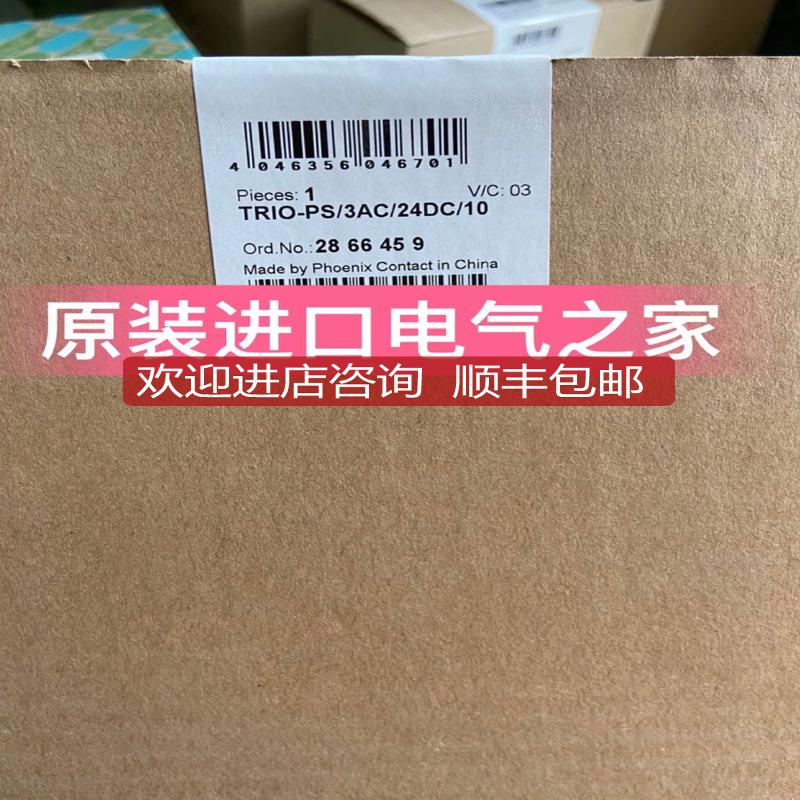 4 046356 046701
Pieces: 1 V/C: 03
TRIO-PS/3AC/24DC/10
Ord.No.: 28 66 45 9
Made by Phoenix Contact in China
原装进口电气之家
欢迎进店咨询 顺丰包邮